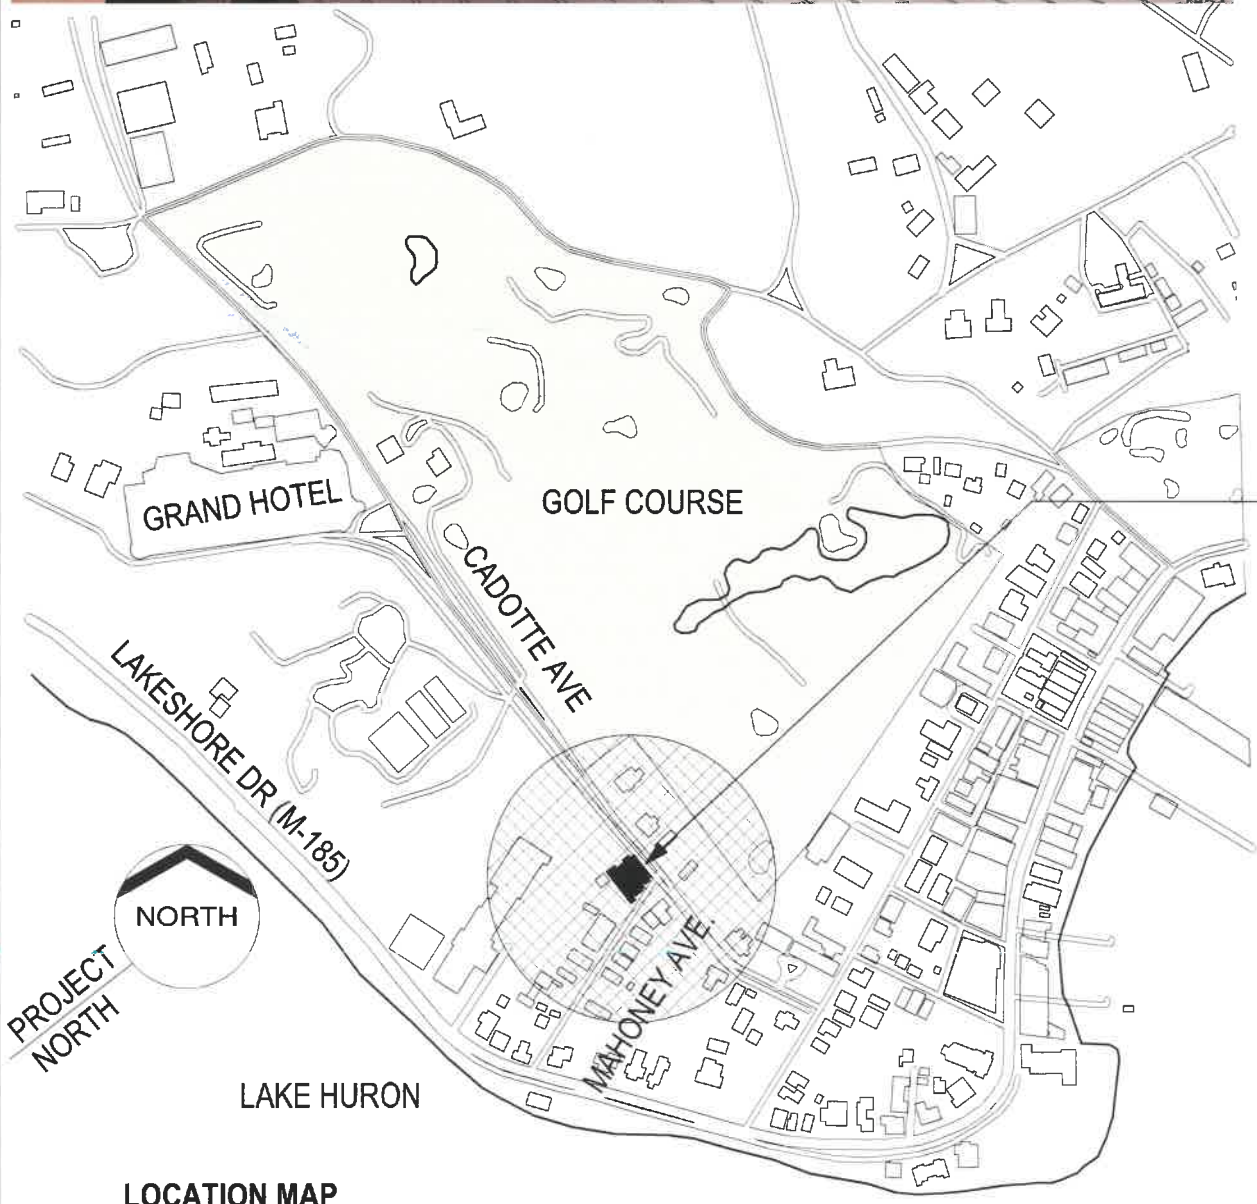 GRAND HOTEL
GOLF COURSE
CADOTTE AVE
LAKESHORE DR (M-185)
NORTH
PROJECT
NORTH
MAHONEY AVE.
LAKE HURON
LOCATION MAP